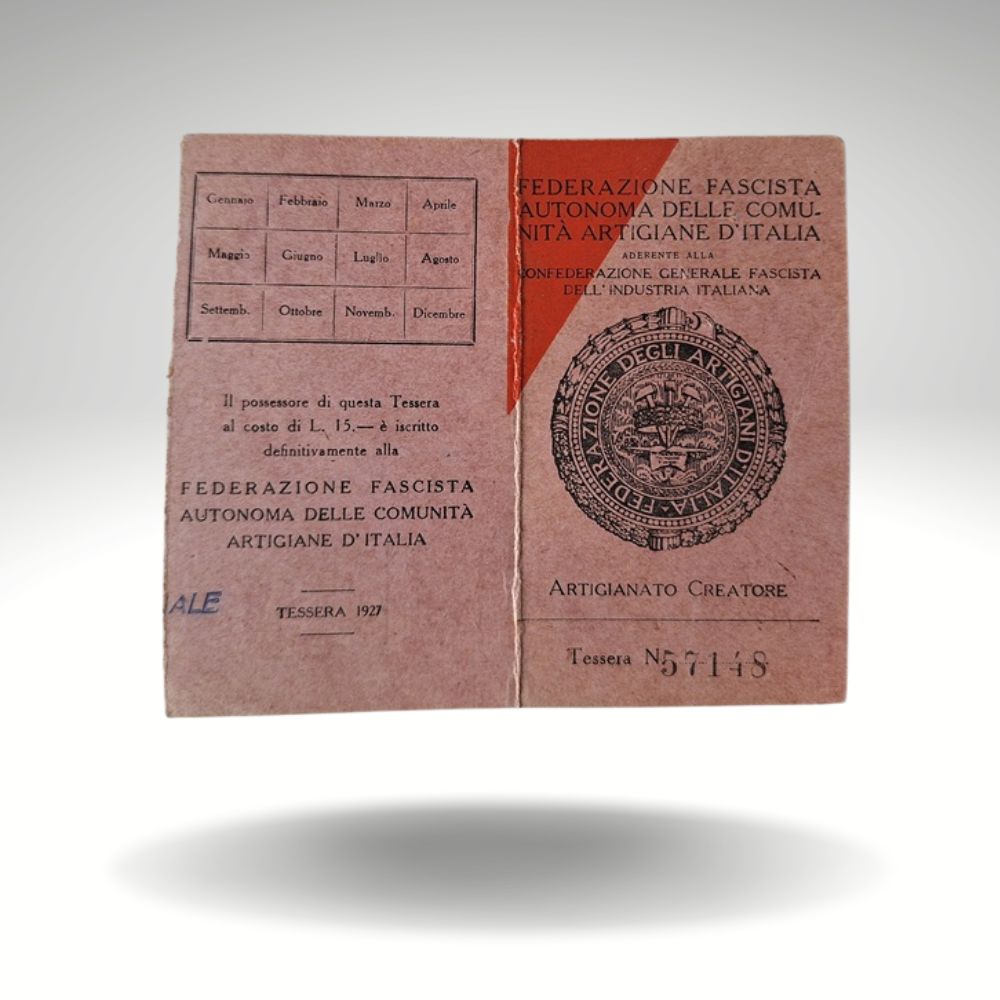 Gennaio Febbraio Marzo Aprile
Maggio Giugno Luglio Agosto
Settemb. Ottobre Novemb. Dicembre
Il possessore di questa Tessera
al costo di L. 15.— è iscritto
definitivamente alla
FEDERAZIONE FASCISTA
AUTONOMA DELLE COMUNITÀ
ARTIGIANE D'ITALIA
ALE
TESSERA 1927
FEDERAZIONE FASCISTA
AUTONOMA DELLE COMU-
NITÀ ARTIGIANE D'ITALIA
ADERENTE ALLA
CONFEDERAZIONE GENERALE FASCISTA
DELL'INDUSTRIA ITALIANA
FEDERAZIONE DEGLI ARTIGIANI D'ITALIA
ARTIGIANATO CREATORE
Tessera N. 57148